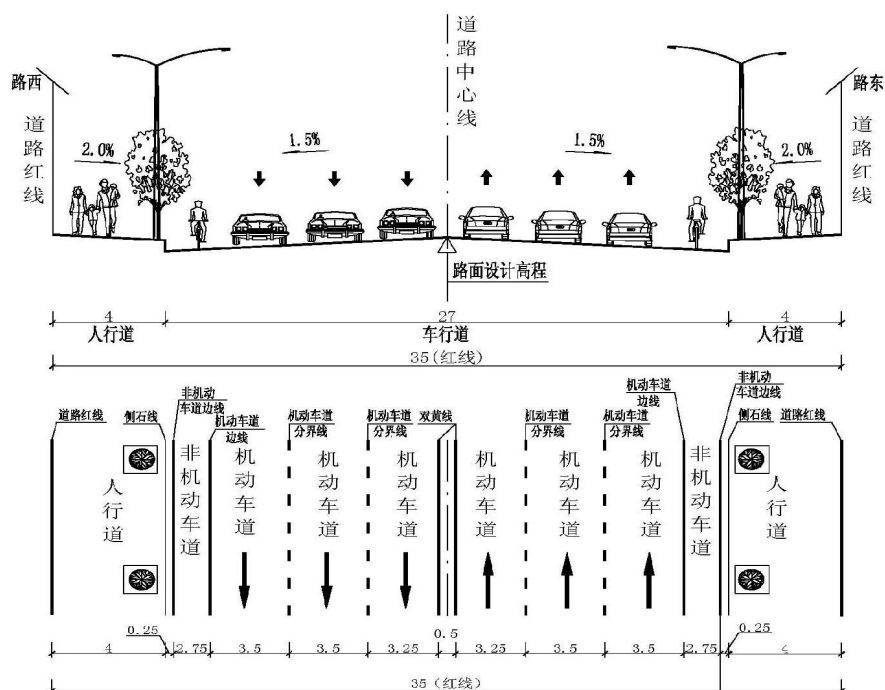 道路中心线
路西
路东
道路红线
道路红线
2.0%
1.5%
1.5%
2.0%
路面设计高程
4
27
4
人行道
车行道
人行道
35(红线)
道路红线
侧石线
非机动
车道边线
机动车道
边线
机动车道
分界线
机动车道
分界线
双黄线
机动车道
分界线
机动车道
分界线
机动车道
边线
非机动
车道边线
侧石线
道路红线
人行道
非机动车道
机动车道
机动车道
机动车道
机动车道
机动车道
机动车道
非机动车道
人行道
0.25
0.5
0.25
4
2.75
3.5
3.5
3.25
3.25
3.5
3.5
2.75
4
35(红线)